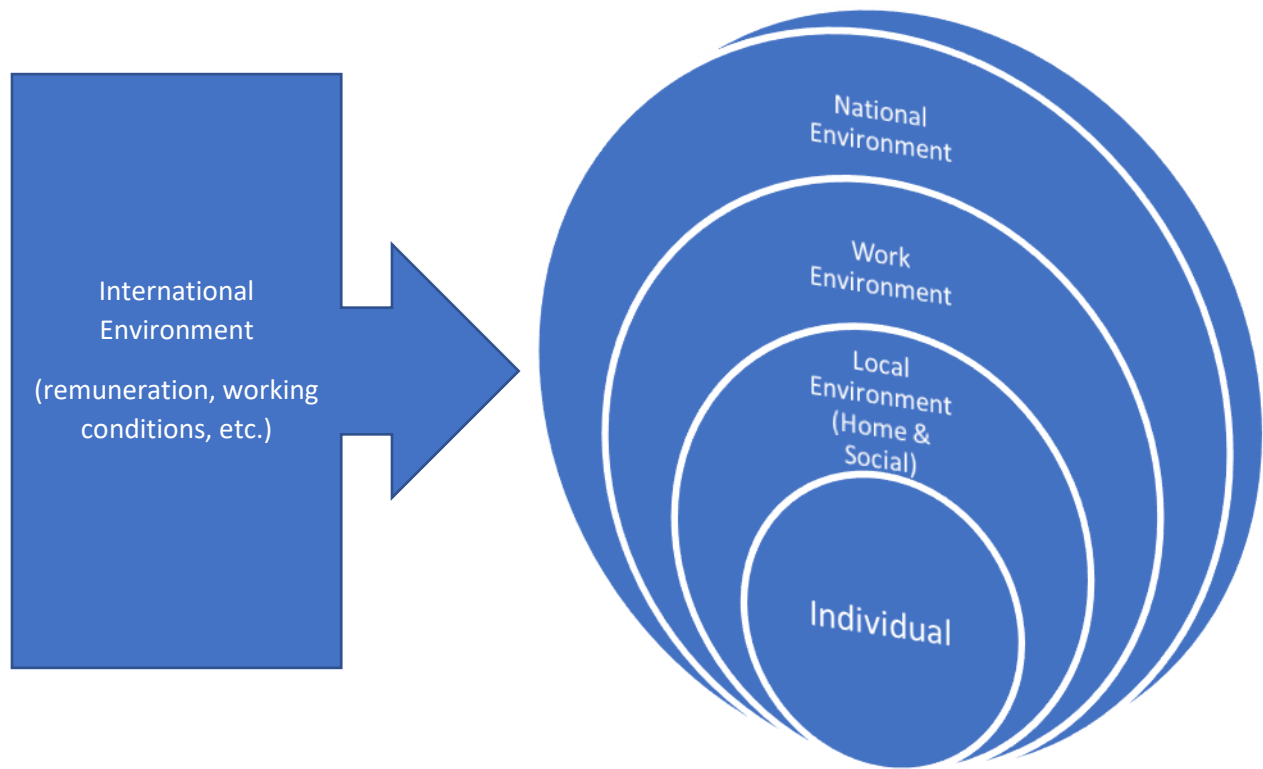 International
Environment
(remuneration, working
conditions, etc.)
National
Environment
Work
Environment
Local
Environment
(Home &
Social)
Individual